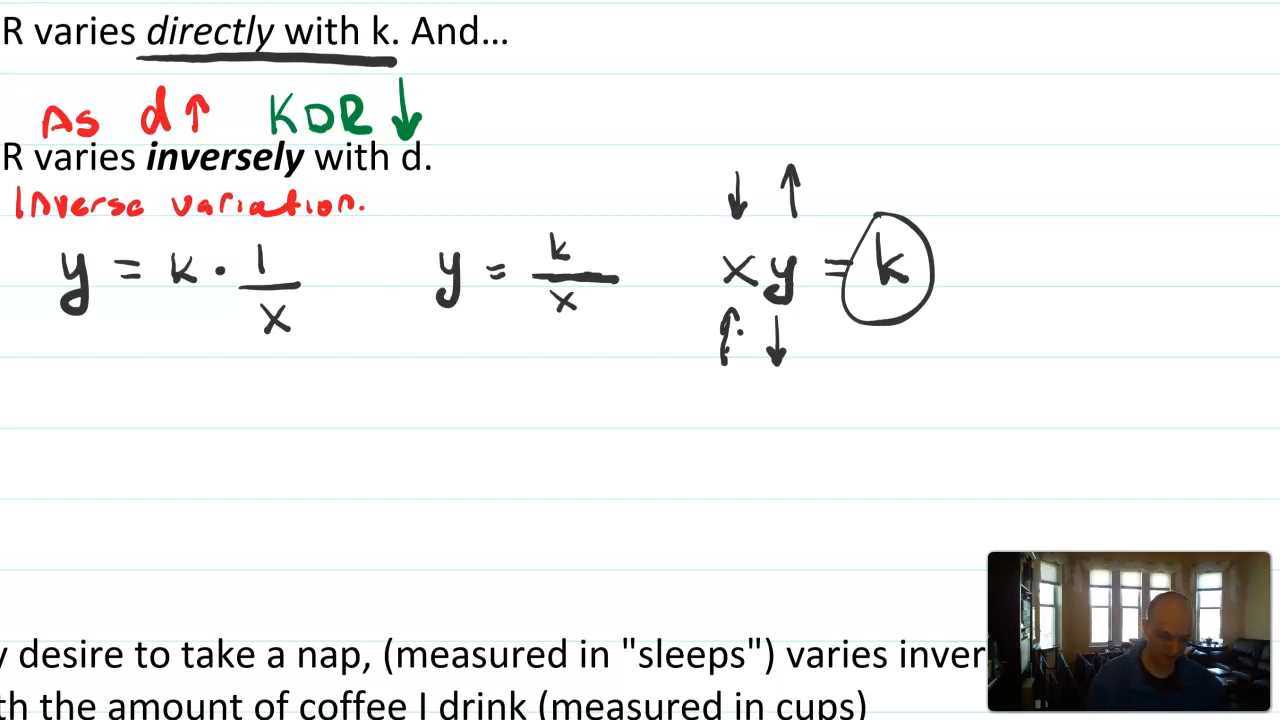 R varies directly with k. And...
As d↑ KDR ↓
R varies inversely with d.
Inverse variation.
↓ ↑
y = k · 1/x y = k/x xy = k
↑ ↓
desire to take a nap, (measured in "sleeps") varies inver
th the amount of coffee I drink (measured in cups)